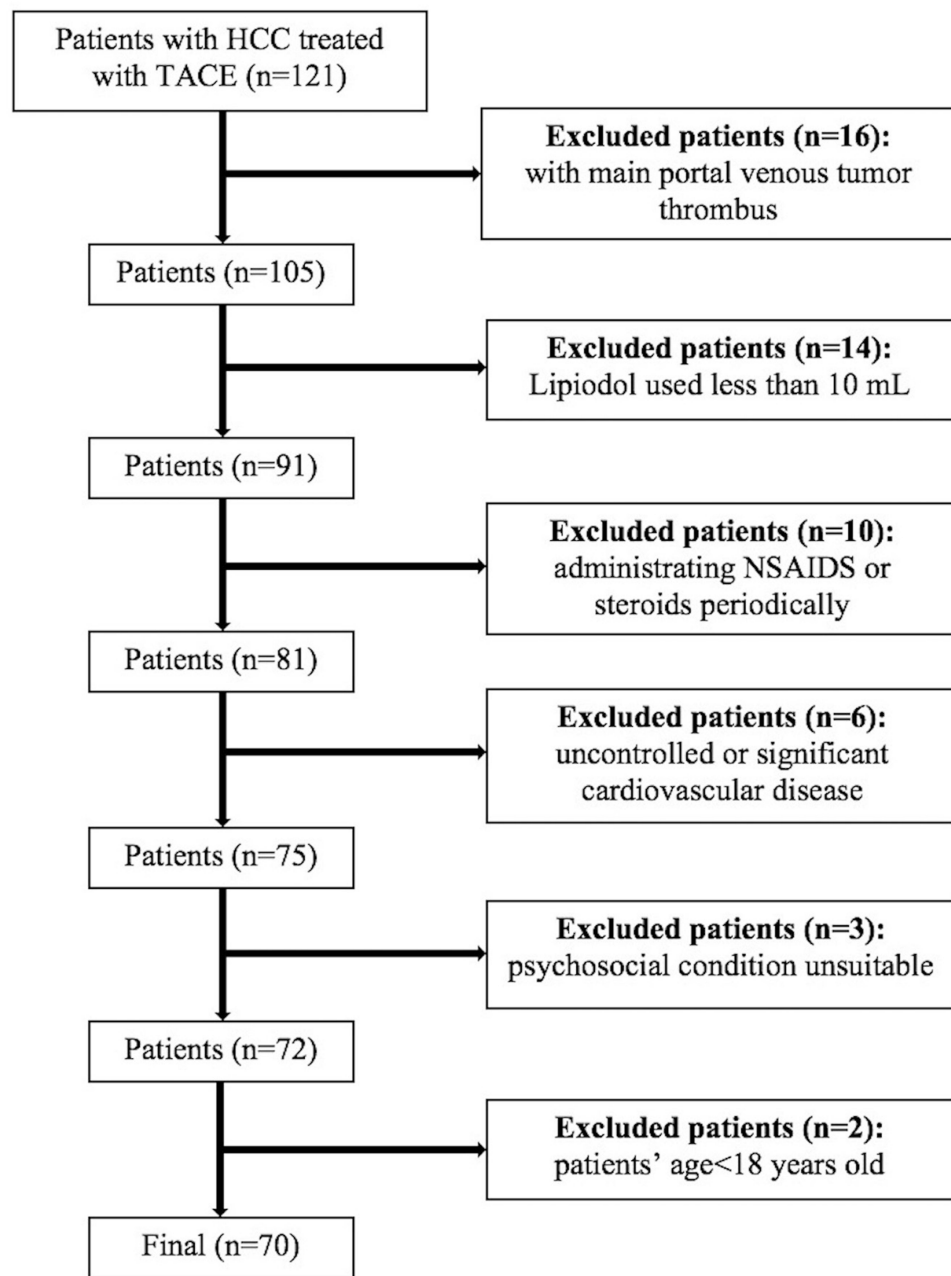 Patients with HCC treated
with TACE (n=121)
Excluded patients (n=16):
with main portal venous tumor
thrombus
Patients (n=105)
Excluded patients (n=14):
Lipiodol used less than 10 mL
Patients (n=91)
Excluded patients (n=10):
administrating NSAIDS or
steroids periodically
Patients (n=81)
Excluded patients (n=6):
uncontrolled or significant
cardiovascular disease
Patients (n=75)
Excluded patients (n=3):
psychosocial condition unsuitable
Patients (n=72)
Excluded patients (n=2):
patients’ age<18 years old
Final (n=70)